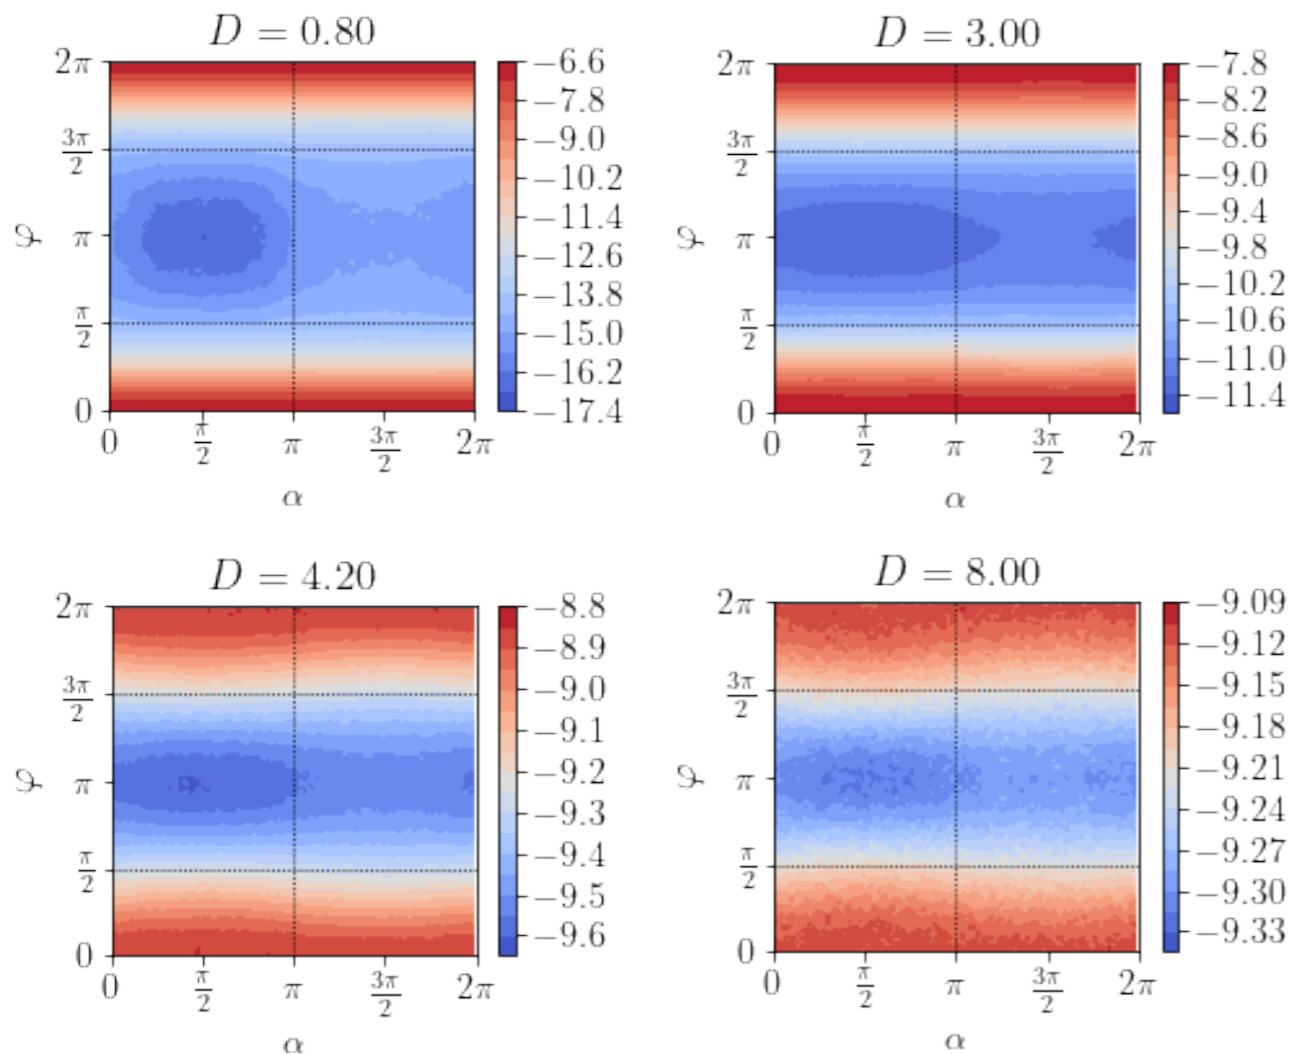 D = 0.80
2π
3π/2
φ π
π/2
0
0 π/2 π 3π/2 2π
α
−6.6
−7.8
−9.0
−10.2
−11.4
−12.6
−13.8
−15.0
−16.2
−17.4
D = 3.00
2π
3π/2
φ π
π/2
0
0 π/2 π 3π/2 2π
α
−7.8
−8.2
−8.6
−9.0
−9.4
−9.8
−10.2
−10.6
−11.0
−11.4
D = 4.20
2π
3π/2
φ π
π/2
0
0 π/2 π 3π/2 2π
α
−8.8
−8.9
−9.0
−9.1
−9.2
−9.3
−9.4
−9.5
−9.6
D = 8.00
2π
3π/2
φ π
π/2
0
0 π/2 π 3π/2 2π
α
−9.09
−9.12
−9.15
−9.18
−9.21
−9.24
−9.27
−9.30
−9.33